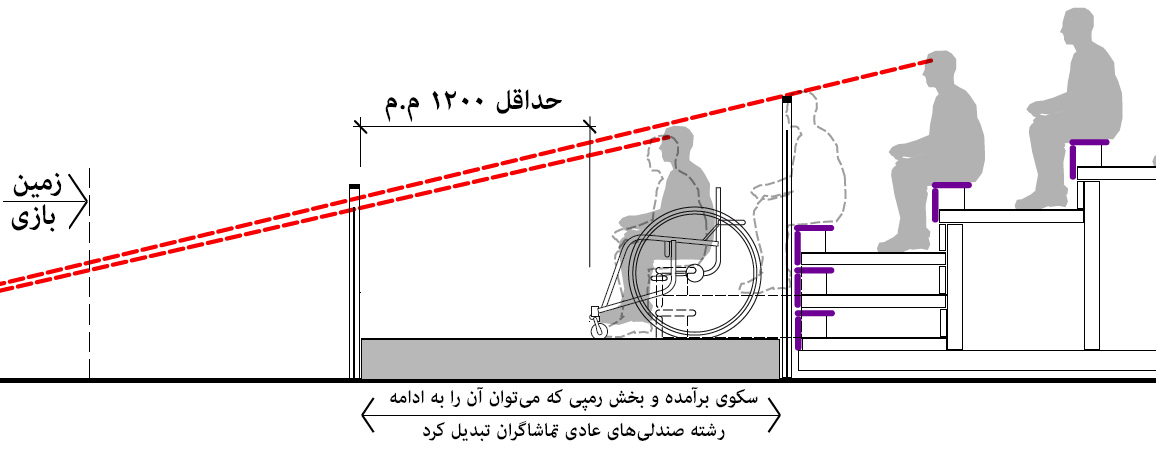 حداقل ۱۲۰۰ م.م
زمین
بازی
سکوی برآمده و بخش رمپی که می‌توان آن را به ادامه
رشته صندلی‌های عادی تماشاگران تبدیل کرد